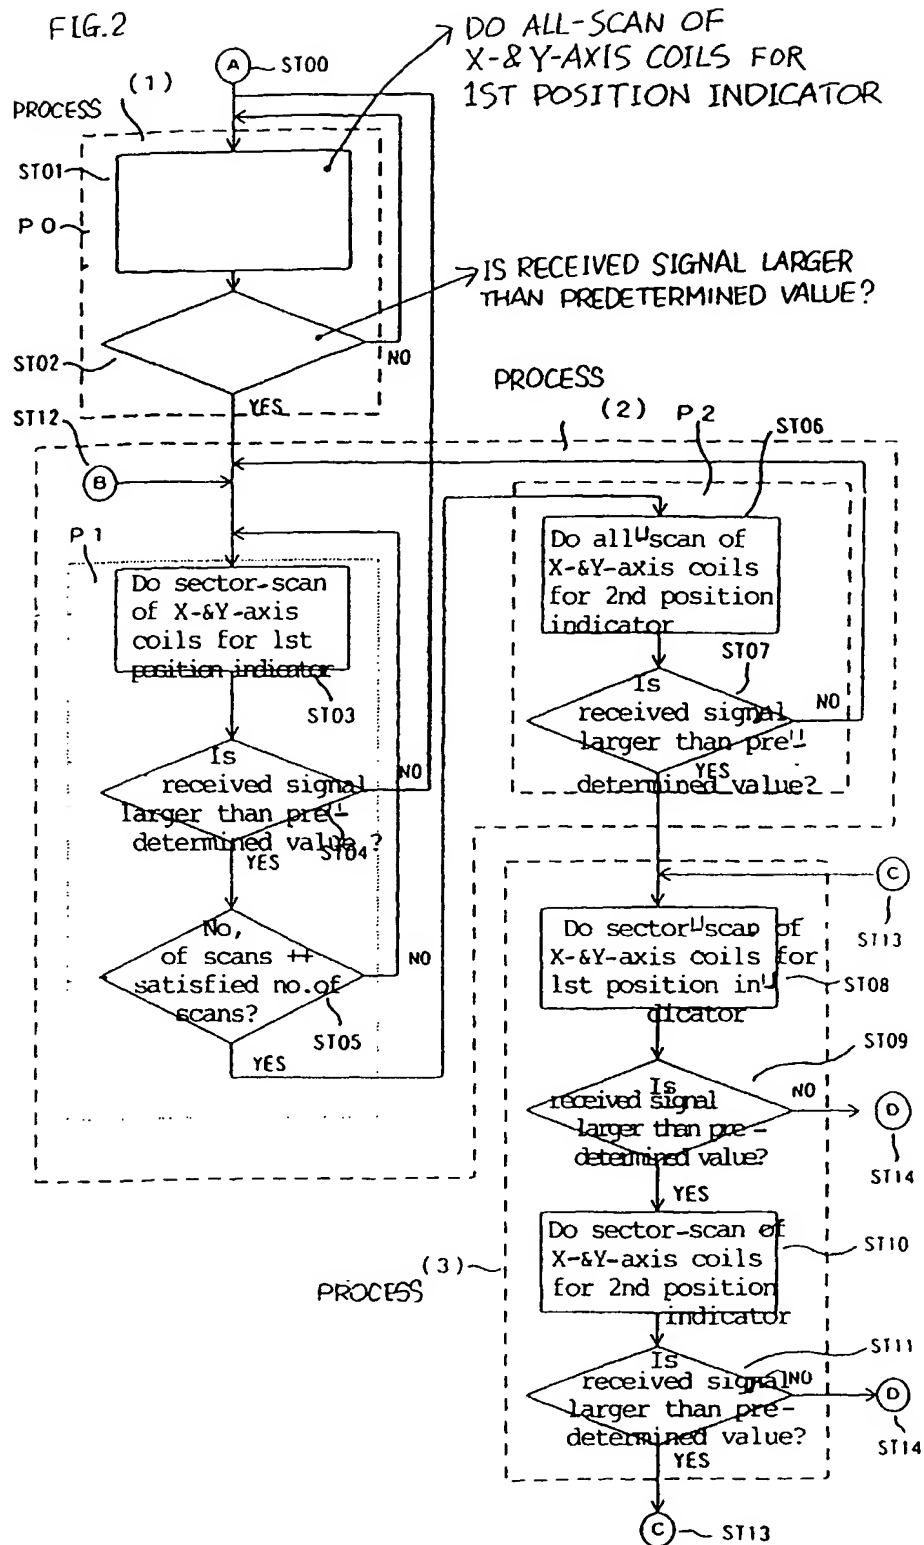 FIG.2
DO ALL-SCAN OF
X-&Y-AXIS COILS FOR
1ST POSITION INDICATOR
A
ST00
(1)
PROCESS
ST01
P 0
IS RECEIVED SIGNAL LARGER
THAN PREDETERMINED VALUE?
ST02
NO
YES
PROCESS
(2)
P.2
ST06
ST12
B
P 1
Do sector-scan
of X-&Y-axis
coils for 1st
position indicator
ST03
Is
received signal
larger than pre-
determined value ?
NO
ST04
YES
No,
of scans ++
satisfied no.of
scans?
NO
ST05
YES
Do all␣scan of
X-&Y-axis coils
for 2nd position
indicator
ST07
Is
received signal
larger than pre-
determined value?
NO
YES
C
ST13
Do sector␣scan of
X-&Y-axis coils for
1st position in␣
dicator
ST08
ST09
Is
received signal
larger than pre-
determined value?
NO
D
ST14
YES
Do sector-scan of
X-&Y-axis coils
for 2nd position
indicator
ST10
(3)
PROCESS
ST11
Is
received signal
larger than pre-
determined value?
NO
D
ST14
YES
C
ST13